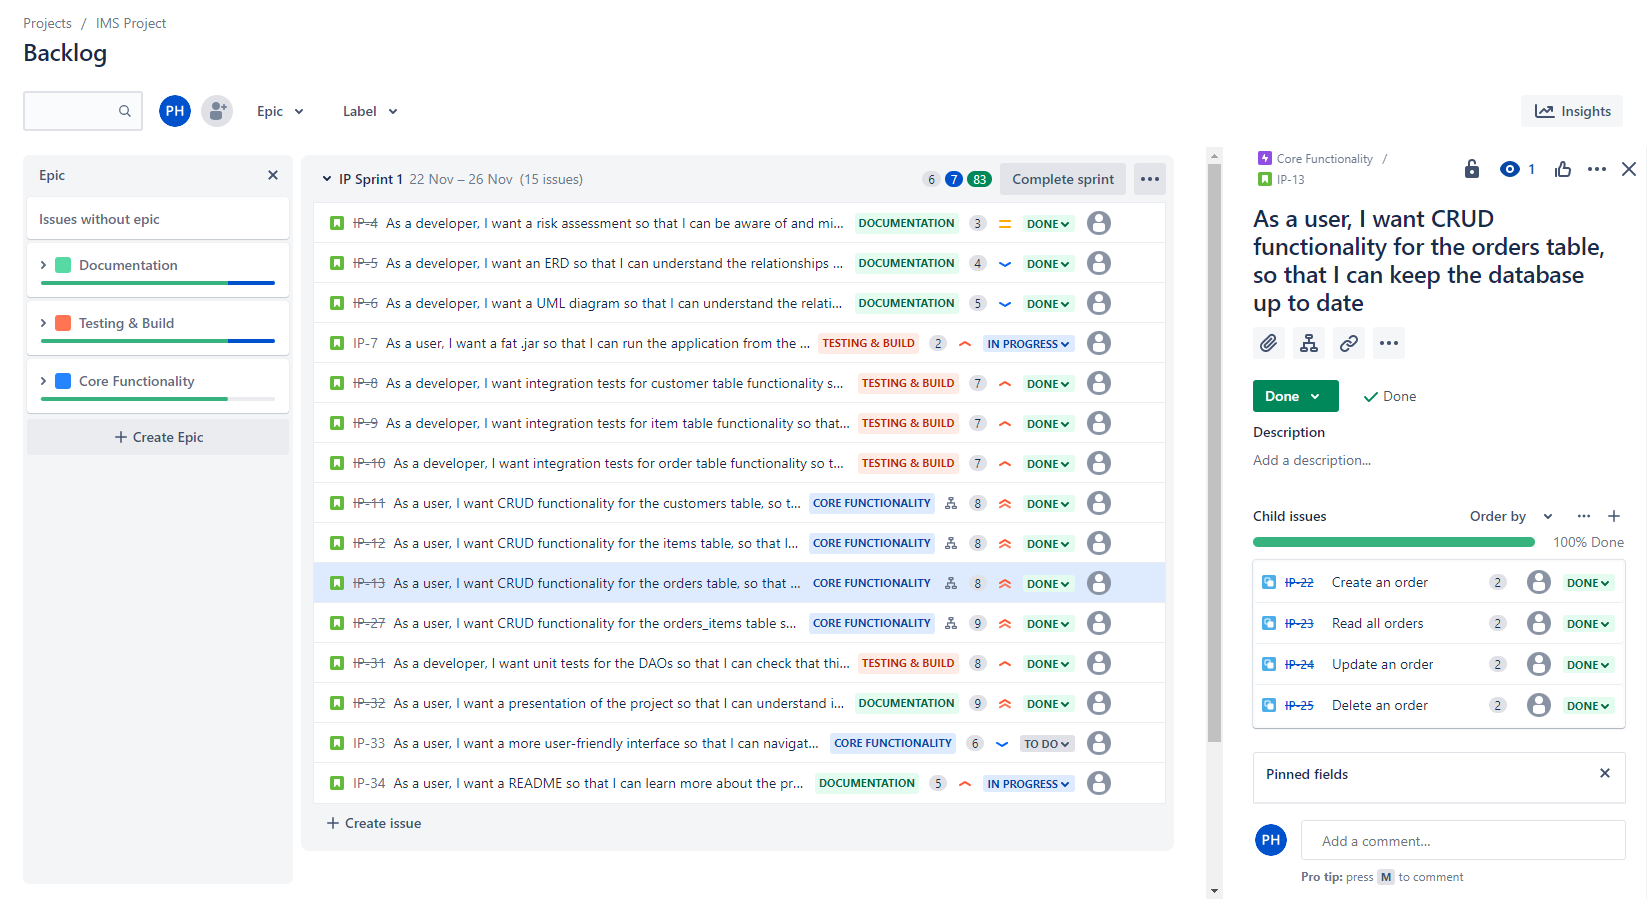 Projects / IMS Project
Backlog
PH
Epic
Label
Insights
Epic
Issues without epic
Documentation
Testing & Build
Core Functionality
+ Create Epic
IP Sprint 1 22 Nov – 26 Nov (15 issues) 6 7 83 Complete sprint
IP-4 As a developer, I want a risk assessment so that I can be aware of and mi... DOCUMENTATION 3 DONE
IP-5 As a developer, I want an ERD so that I can understand the relationships ... DOCUMENTATION 4 DONE
IP-6 As a developer, I want a UML diagram so that I can understand the relati... DOCUMENTATION 5 DONE
IP-7 As a user, I want a fat .jar so that I can run the application from the ... TESTING & BUILD 2 IN PROGRESS
IP-8 As a developer, I want integration tests for customer table functionality s... TESTING & BUILD 7 DONE
IP-9 As a developer, I want integration tests for item table functionality so that... TESTING & BUILD 7 DONE
IP-10 As a developer, I want integration tests for order table functionality so t... TESTING & BUILD 7 DONE
IP-11 As a user, I want CRUD functionality for the customers table, so t... CORE FUNCTIONALITY 8 DONE
IP-12 As a user, I want CRUD functionality for the items table, so that I... CORE FUNCTIONALITY 8 DONE
IP-13 As a user, I want CRUD functionality for the orders table, so that ... CORE FUNCTIONALITY 8 DONE
IP-27 As a user, I want CRUD functionality for the orders_items table s... CORE FUNCTIONALITY 9 DONE
IP-31 As a developer, I want unit tests for the DAOs so that I can check that thi... TESTING & BUILD 8 DONE
IP-32 As a user, I want a presentation of the project so that I can understand i... DOCUMENTATION 9 DONE
IP-33 As a user, I want a more user-friendly interface so that I can navigat... CORE FUNCTIONALITY 6 TO DO
IP-34 As a user, I want a README so that I can learn more about the pr... DOCUMENTATION 5 IN PROGRESS
+ Create issue
Core Functionality /
IP-13
1
As a user, I want CRUD
functionality for the orders table,
so that I can keep the database
up to date
Done
Done
Description
Add a description...
Child issues
Order by
100% Done
IP-22 Create an order 2 DONE
IP-23 Read all orders 2 DONE
IP-24 Update an order 2 DONE
IP-25 Delete an order 2 DONE
Pinned fields
PH
Add a comment...
Pro tip: press M to comment